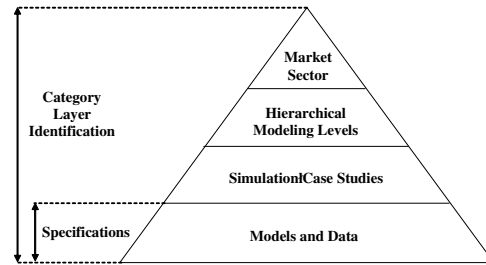 Market
Sector
Category
Layer
Identification
Hierarchical
Modeling Levels
Simulation/Case Studies
Specifications
Models and Data